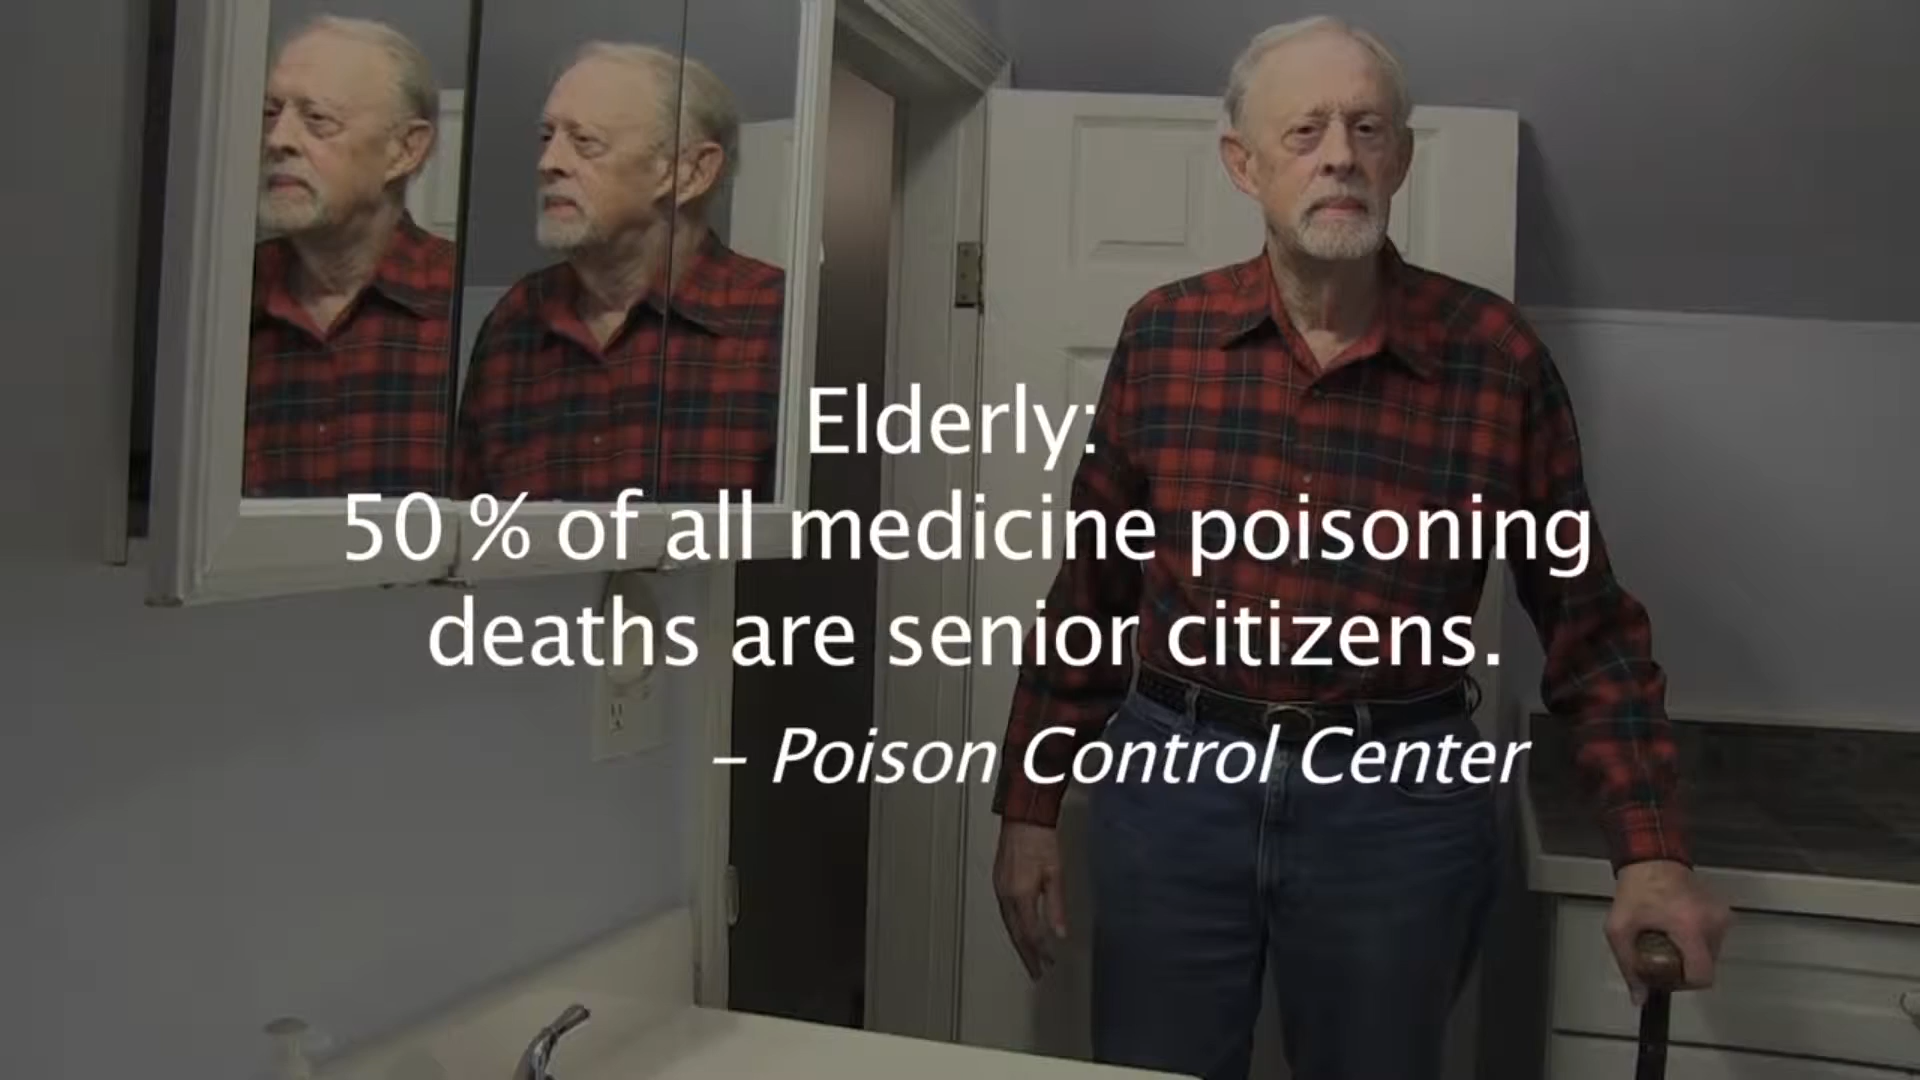 Elderly:
50 % of all medicine poisoning
deaths are senior citizens.
– Poison Control Center